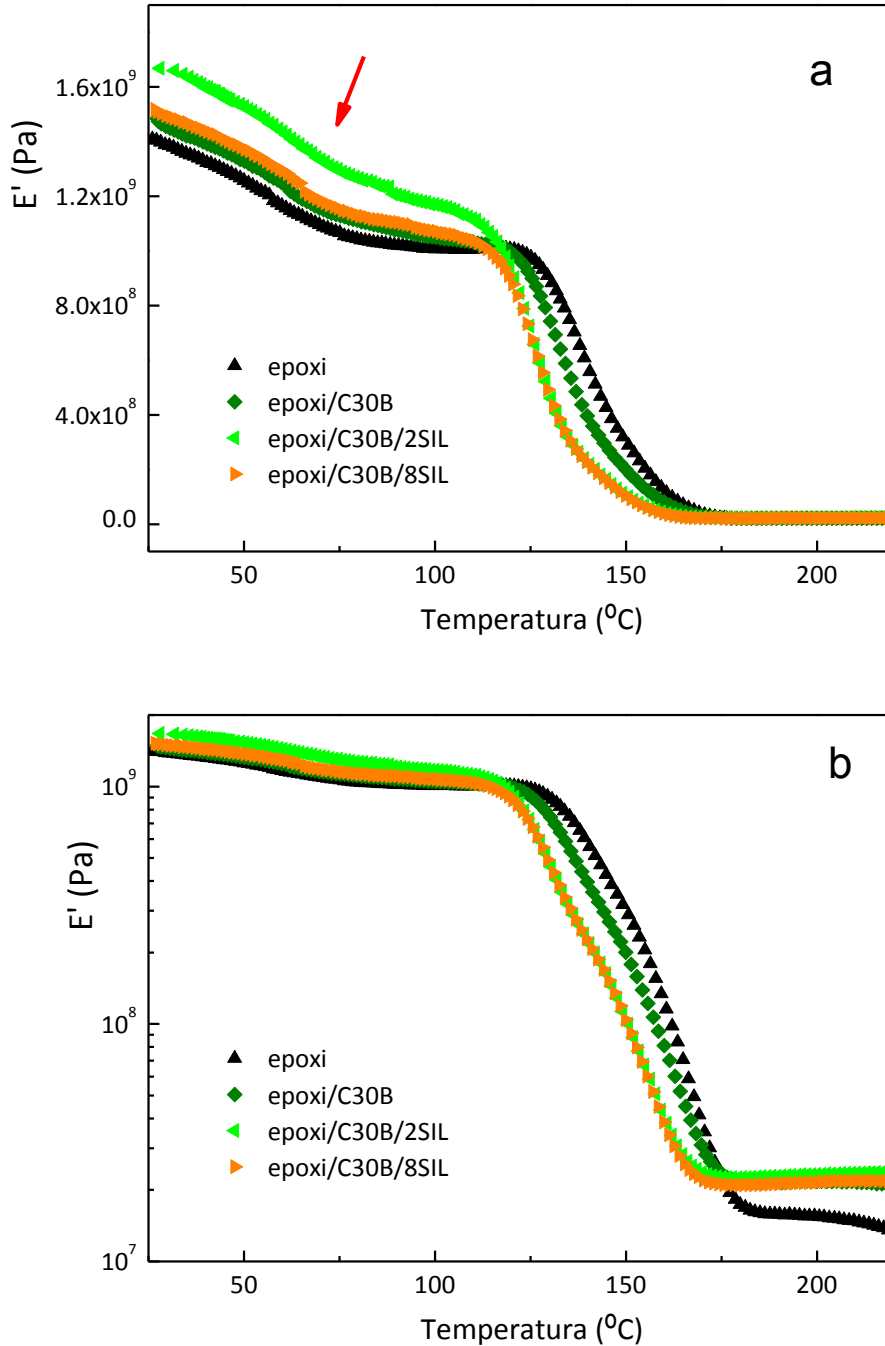 a
1.6x10⁹
1.2x10⁹
8.0x10⁸
4.0x10⁸
0.0
E' (Pa)
epoxi
epoxi/C30B
epoxi/C30B/2SIL
epoxi/C30B/8SIL
50 100 150 200
Temperatura (⁰C)
b
10⁹
10⁸
10⁷
E' (Pa)
epoxi
epoxi/C30B
epoxi/C30B/2SIL
epoxi/C30B/8SIL
50 100 150 200
Temperatura (⁰C)